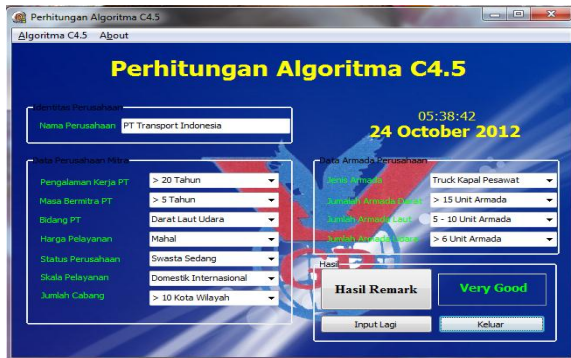 Perhitungan Algoritma C4.5
Algoritma C4.5 About
Perhitungan Algoritma C4.5
Identitas Perusahaan
Nama Perusahaan PT Transport Indonesia
05:38:42
24 October 2012
Data Perusahaan Mitra
Pengalaman Kerja PT > 20 Tahun
Masa Bermitra PT > 5 Tahun
Bidang PT Darat Laut Udara
Harga Pelayanan Mahal
Status Perusahaan Swasta Sedang
Skala Pelayanan Domestik Internasional
Jumlah Cabang > 10 Kota Wilayah
Data Armada Perusahaan
Jenis Armada Truck Kapal Pesawat
Jumalah Armada Darat > 15 Unit Armada
Jumlah Armada Laut 5 - 10 Unit Armada
Jumlah Armada Udara > 6 Unit Armada
Hasil
Hasil Remark Very Good
Input Lagi Keluar